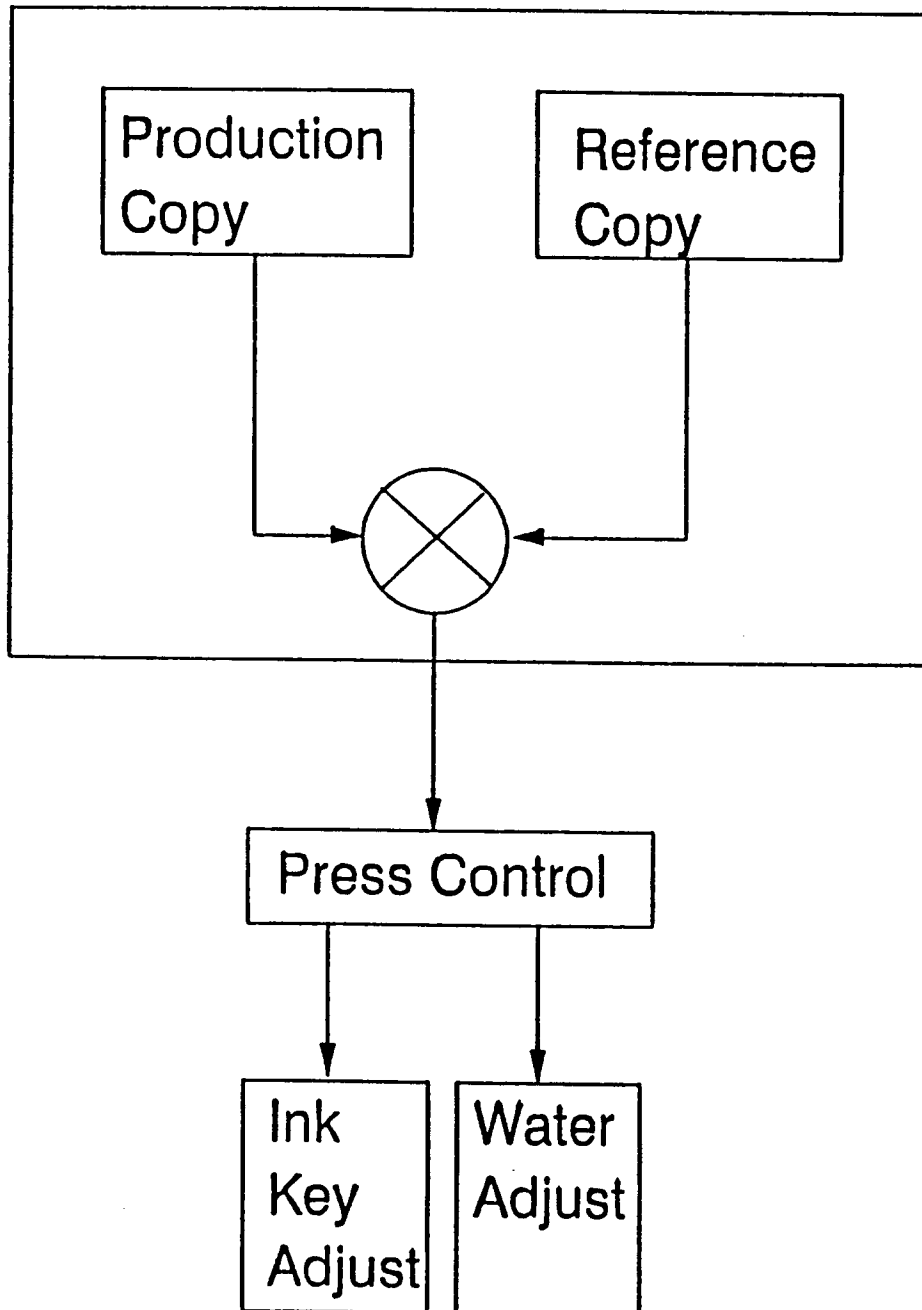 Production
Copy
Reference
Copy
Press Control
Ink
Key
Adjust
Water
Adjust